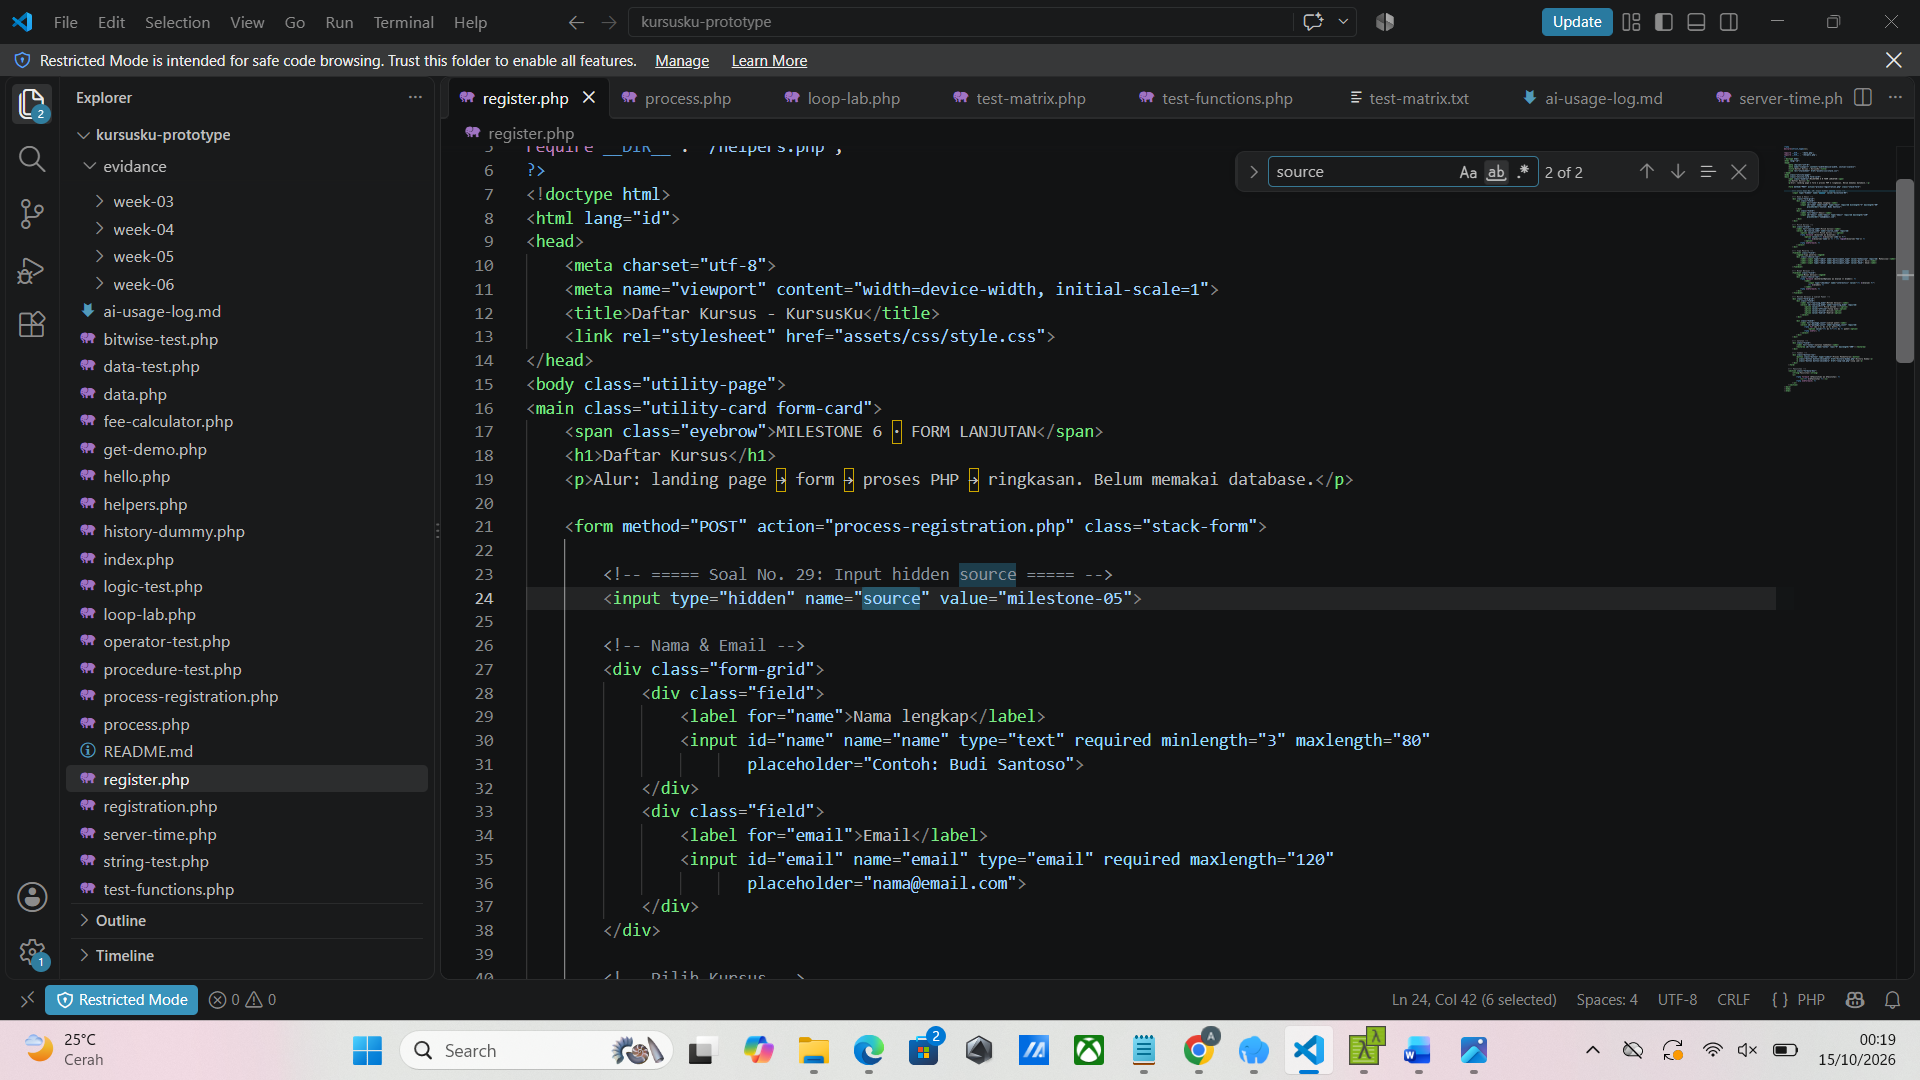 File Edit Selection View Go Run Terminal Help
kursusku-prototype
Update
Restricted Mode is intended for safe code browsing. Trust this folder to enable all features. Manage Learn More
2
Explorer
kursusku-prototype
evidance
week-03
week-04
week-05
week-06
ai-usage-log.md
bitwise-test.php
data-test.php
data.php
fee-calculator.php
get-demo.php
hello.php
helpers.php
history-dummy.php
index.php
logic-test.php
loop-lab.php
operator-test.php
procedure-test.php
process-registration.php
process.php
README.md
register.php
registration.php
server-time.php
string-test.php
test-functions.php
Outline
Timeline
1
register.php process.php loop-lab.php test-matrix.php test-functions.php test-matrix.txt ai-usage-log.md server-time.ph
register.php
source Aa ab .* 2 of 2
5 require __DIR__ . '/helpers.php';
6 ?>
7 <!doctype html>
8 <html lang="id">
9 <head>
10 <meta charset="utf-8">
11 <meta name="viewport" content="width=device-width, initial-scale=1">
12 <title>Daftar Kursus - KursusKu</title>
13 <link rel="stylesheet" href="assets/css/style.css">
14 </head>
15 <body class="utility-page">
16 <main class="utility-card form-card">
17 <span class="eyebrow">MILESTONE 6 · FORM LANJUTAN</span>
18 <h1>Daftar Kursus</h1>
19 <p>Alur: landing page → form → proses PHP → ringkasan. Belum memakai database.</p>
20
21 <form method="POST" action="process-registration.php" class="stack-form">
22
23 <!-- ===== Soal No. 29: Input hidden source ===== -->
24 <input type="hidden" name="source" value="milestone-05">
25
26 <!-- Nama & Email -->
27 <div class="form-grid">
28 <div class="field">
29 <label for="name">Nama lengkap</label>
30 <input id="name" name="name" type="text" required minlength="3" maxlength="80"
31 placeholder="Contoh: Budi Santoso">
32 </div>
33 <div class="field">
34 <label for="email">Email</label>
35 <input id="email" name="email" type="email" required maxlength="120"
36 placeholder="nama@email.com">
37 </div>
38 </div>
39
40 <!-- Pilih Kursus -->
Restricted Mode 0 0
Ln 24, Col 42 (6 selected) Spaces: 4 UTF-8 CRLF { } PHP
25°C
Cerah
Search
2
A
00:19
15/10/2026